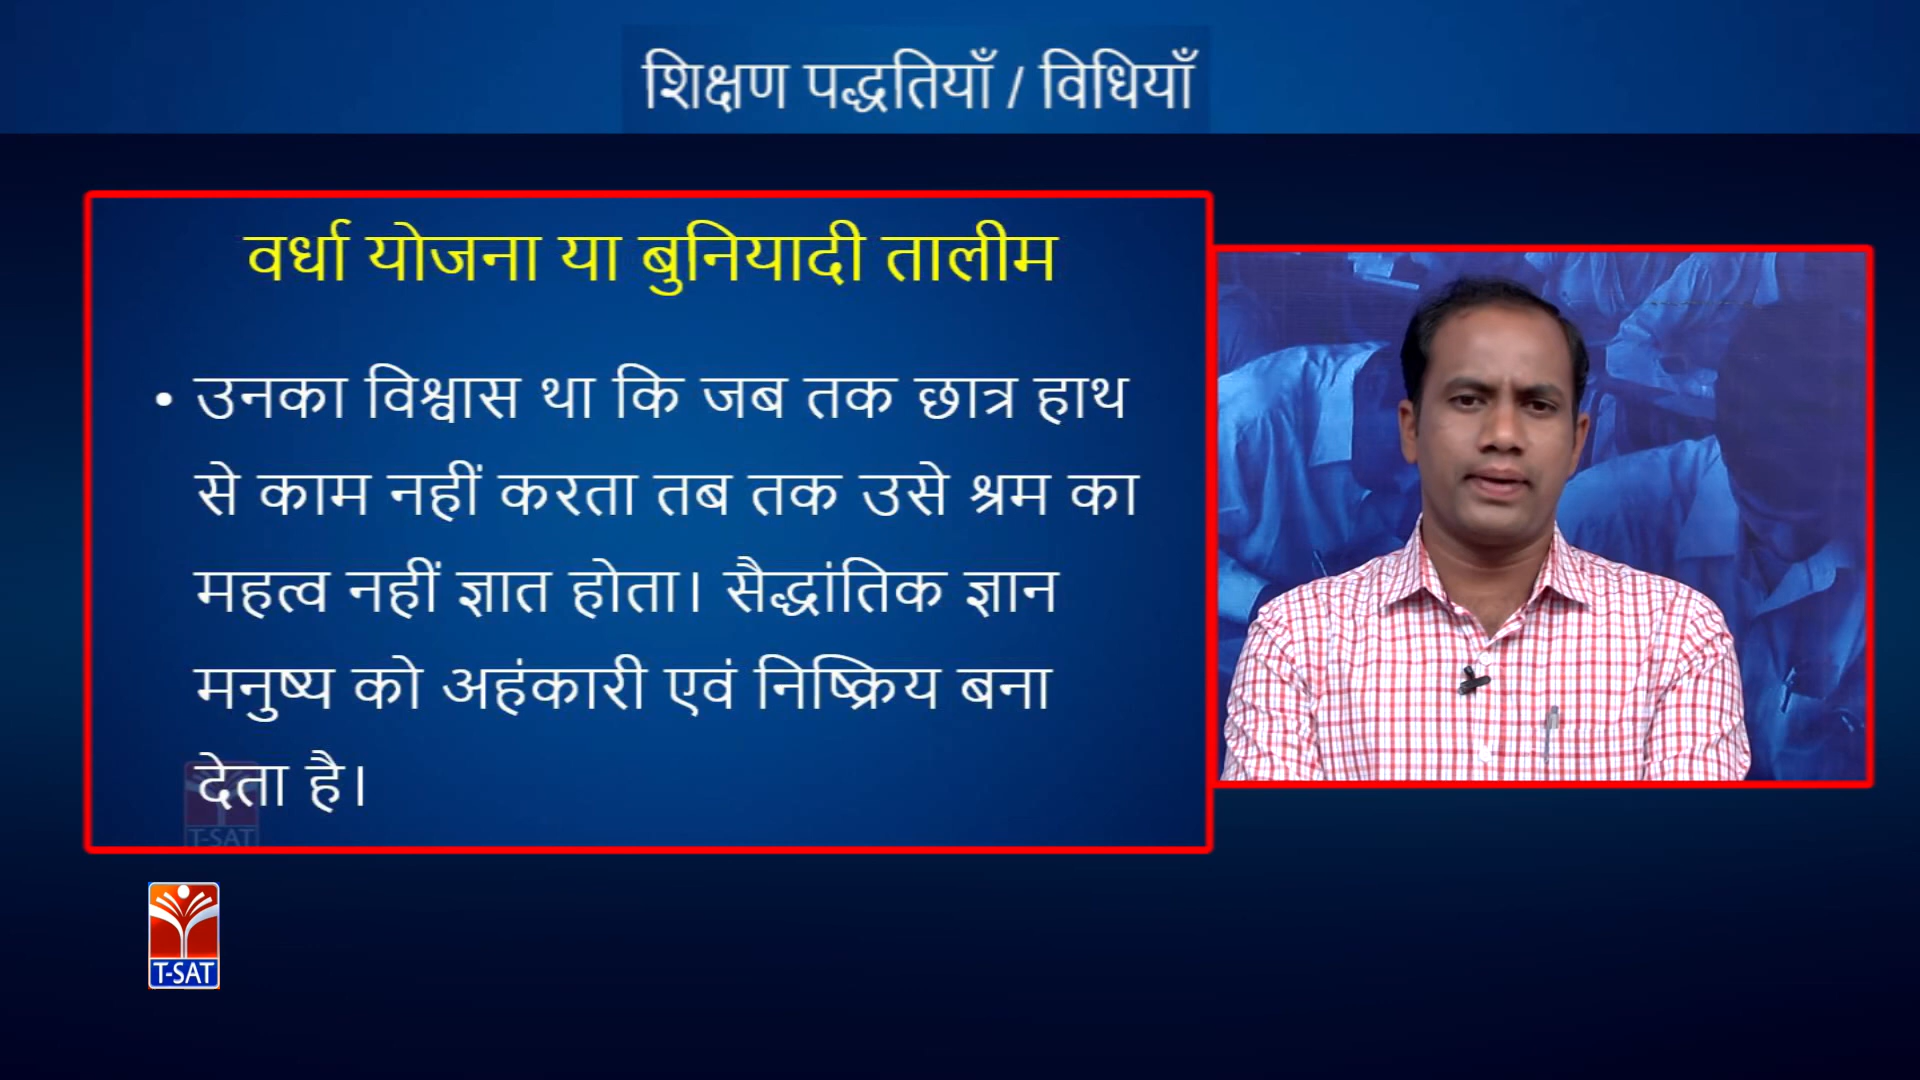 शिक्षण पद्धतियाँ / विधियाँ
वर्धा योजना या बुनियादी तालीम
• उनका विश्वास था कि जब तक छात्र हाथ
से काम नहीं करता तब तक उसे श्रम का
महत्व नहीं ज्ञात होता। सैद्धांतिक ज्ञान
मनुष्य को अहंकारी एवं निष्क्रिय बना
देता है।
T-SAT
T-SAT